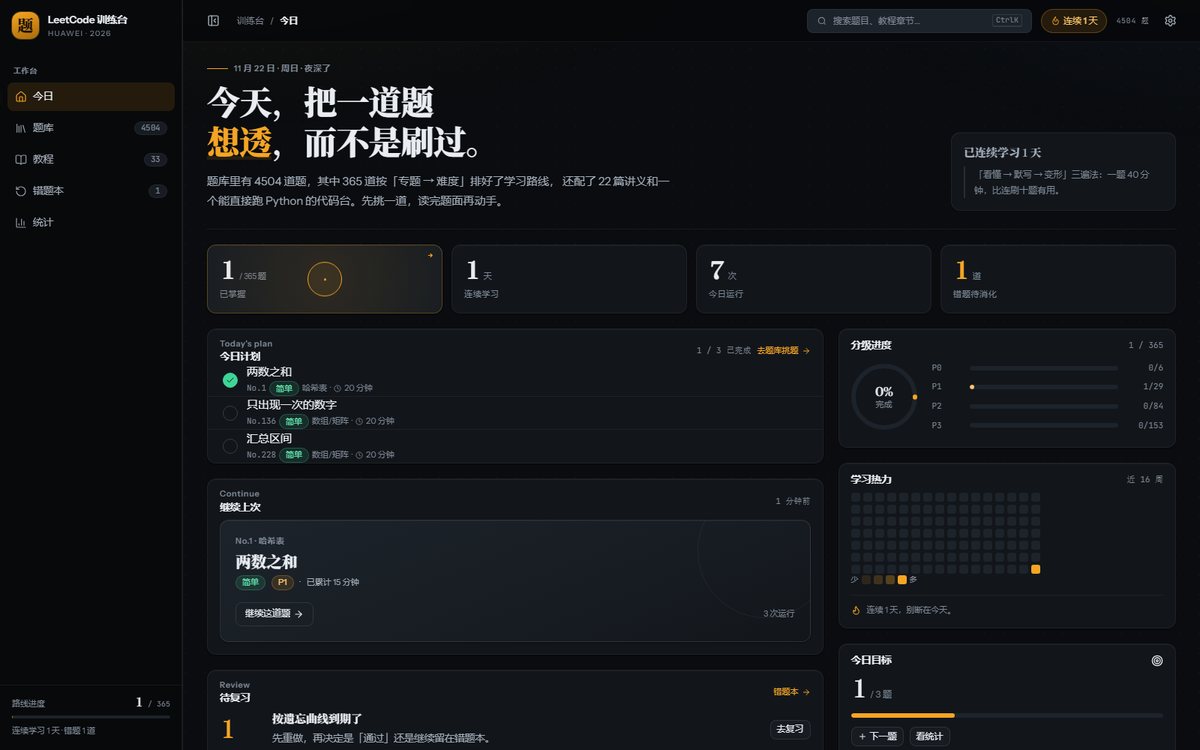 题
LeetCode 训练台
HUAWEI · 2026
训练台 / 今日
搜索题目、教程章节...
CtrlK
连续 1 天
4504 题
工作台
今日
题库 4504
教程 33
错题本 1
统计
路线进度 1 / 365
连续学习 1 天 · 错题 1 道
11 月 22 日 · 周日 · 夜深了
今天，把一道题
想透，而不是刷过。
题库里有 4504 道题，其中 365 道按「专题 → 难度」排好了学习路线， 还配了 22 篇讲义和一
个能直接跑 Python 的代码台。先挑一道，读完题面再动手。
已连续学习 1 天
「看懂 → 默写 → 变形」三遍法：一题 40 分
钟，比连刷十题有用。
1 / 365 题
已掌握
1 天
连续学习
7 次
今日运行
1 道
错题待消化
Today's plan
今日计划
1 / 3 已完成
去题库挑题 →
两数之和
No.1 简单 哈希表 · 20 分钟
只出现一次的数字
No.136 简单 数组/矩阵 · 20 分钟
汇总区间
No.228 简单 数组/矩阵 · 20 分钟
Continue
继续上次
1 分钟前
No.1 · 哈希表
两数之和
简单 P1 · 已累计 15 分钟
继续这道题 →
3 次运行
Review
待复习
错题本 →
1
按遗忘曲线到期了
先重做，再决定是「通过」还是继续留在错题本。
去复习
分级进度
1 / 365
0%
完成
P0 0/6
P1 1/29
P2 0/84
P3 0/153
学习热力
近 16 周
少 多
连续 1 天，别断在今天。
今日目标
1 / 3 题
+ 下一题
看统计